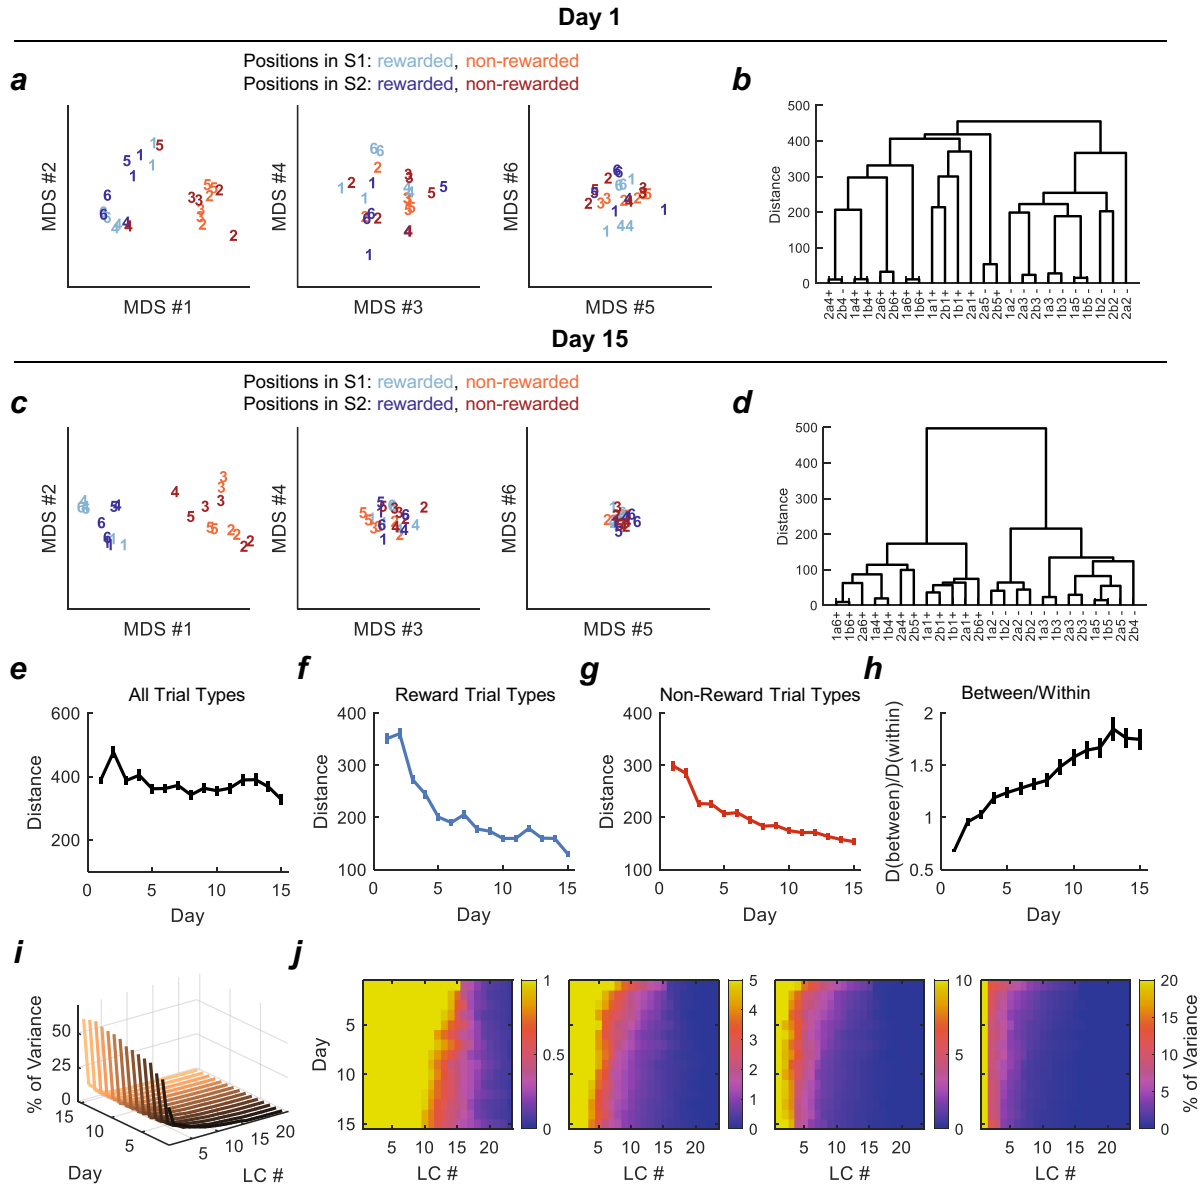 Day 1
a
Positions in S1: rewarded, non-rewarded
Positions in S2: rewarded, non-rewarded
MDS #2
MDS #1
MDS #4
MDS #3
MDS #6
MDS #5
b
Distance
500
400
300
200
100
0
2a4+ 2b4- 1a4+ 1b4+ 2a6+ 2b6+ 1a6+ 1b6+ 1a1+ 2b1+ 1b1+ 2a1+ 2a5- 2b5+ 1a2- 2a3- 2b3- 1a3- 1b3- 1a5- 1b5- 1b2- 2b2- 2a2-
Day 15
c
Positions in S1: rewarded, non-rewarded
Positions in S2: rewarded, non-rewarded
MDS #2
MDS #1
MDS #4
MDS #3
MDS #6
MDS #5
d
Distance
500
400
300
200
100
0
1a6+ 1b6+ 2a6+ 1a4+ 1b4+ 2a4+ 2b5+ 1a1+ 2b1+ 1b1+ 2a1+ 2b6+ 1a2- 1b2- 2a2- 2b2- 1a3- 1b3- 2a3- 2b3- 1a5- 1b5- 2a5- 2b4-
e
All Trial Types
Distance
600
400
200
0 5 10 15
Day
f
Reward Trial Types
Distance
400
300
200
100
0 5 10 15
Day
g
Non-Reward Trial Types
Distance
400
300
200
100
0 5 10 15
Day
h
Between/Within
D(between)/D(within)
2
1.5
1
0.5
0 5 10 15
Day
i
% of Variance
50
25
0
15 10 5
Day
5 10 15 20
LC #
j
Day
5
10
15
5 10 15 20
LC #
1
0.5
0
5 10 15 20
LC #
5
4
3
2
1
0
5 10 15 20
LC #
10
5
0
5 10 15 20
LC #
20
15
10
5
0
% of Variance